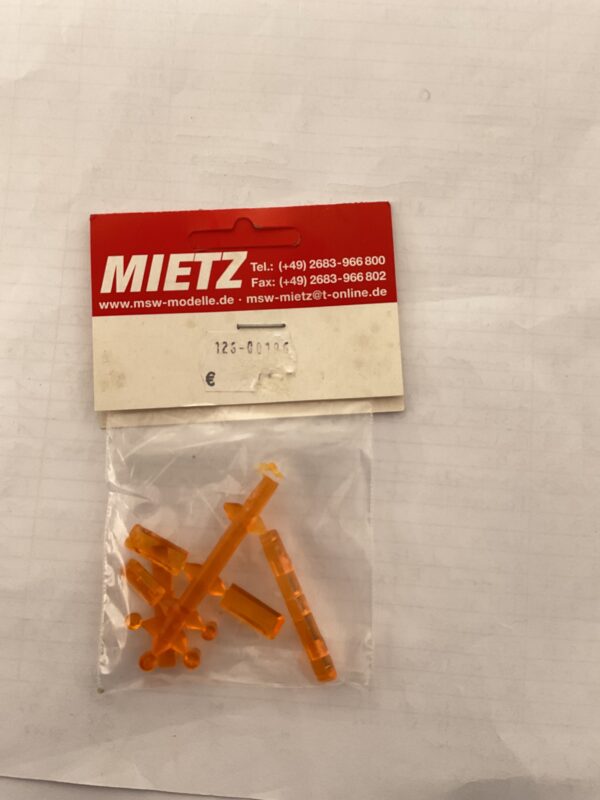 MIETZ
Tel.: (+49) 2683-966 800
Fax: (+49) 2683-966 802
www.msw-modelle.de · msw-mietz@t-online.de
€